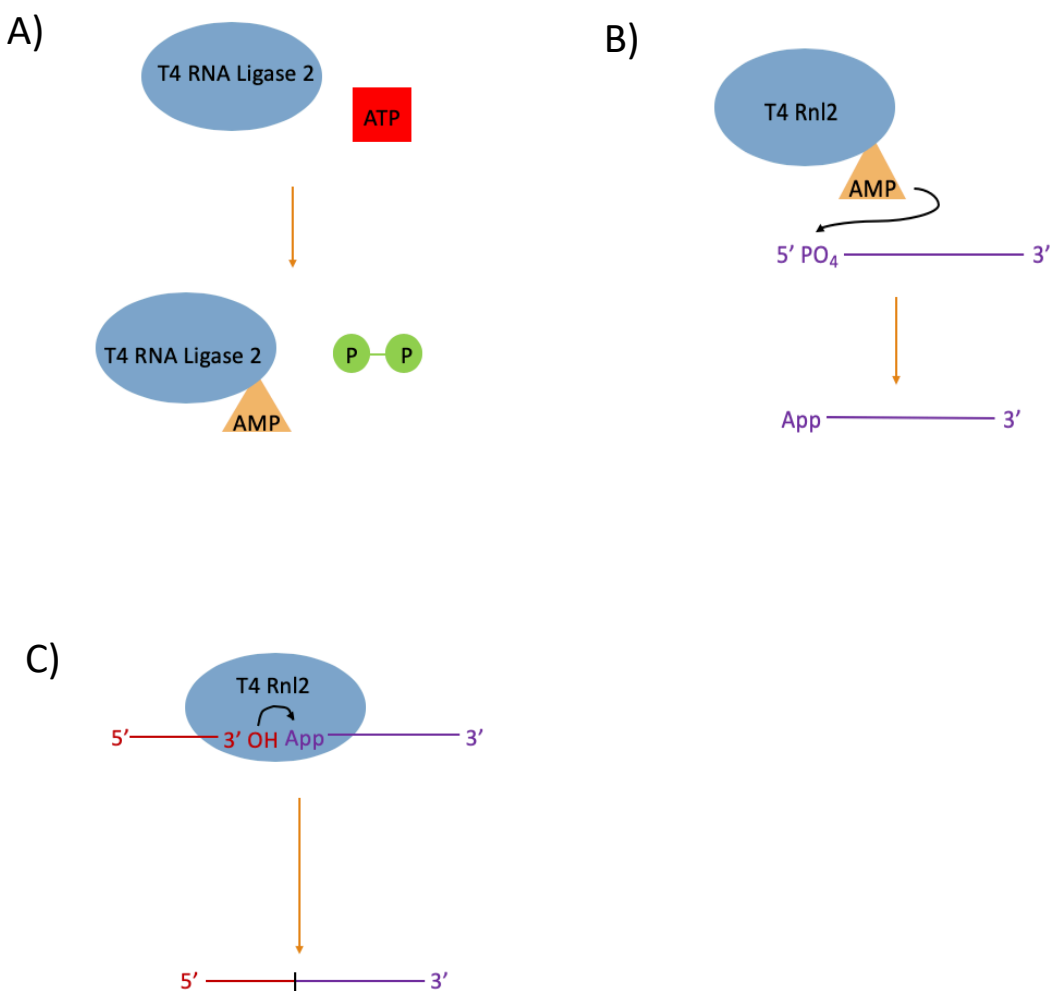 A)
T4 RNA Ligase 2
ATP
T4 RNA Ligase 2
P P
AMP
B)
T4 Rnl2
AMP
5’ PO₄ 3’
App 3’
C)
T4 Rnl2
5’ 3’ OH App 3’
5’ 3’